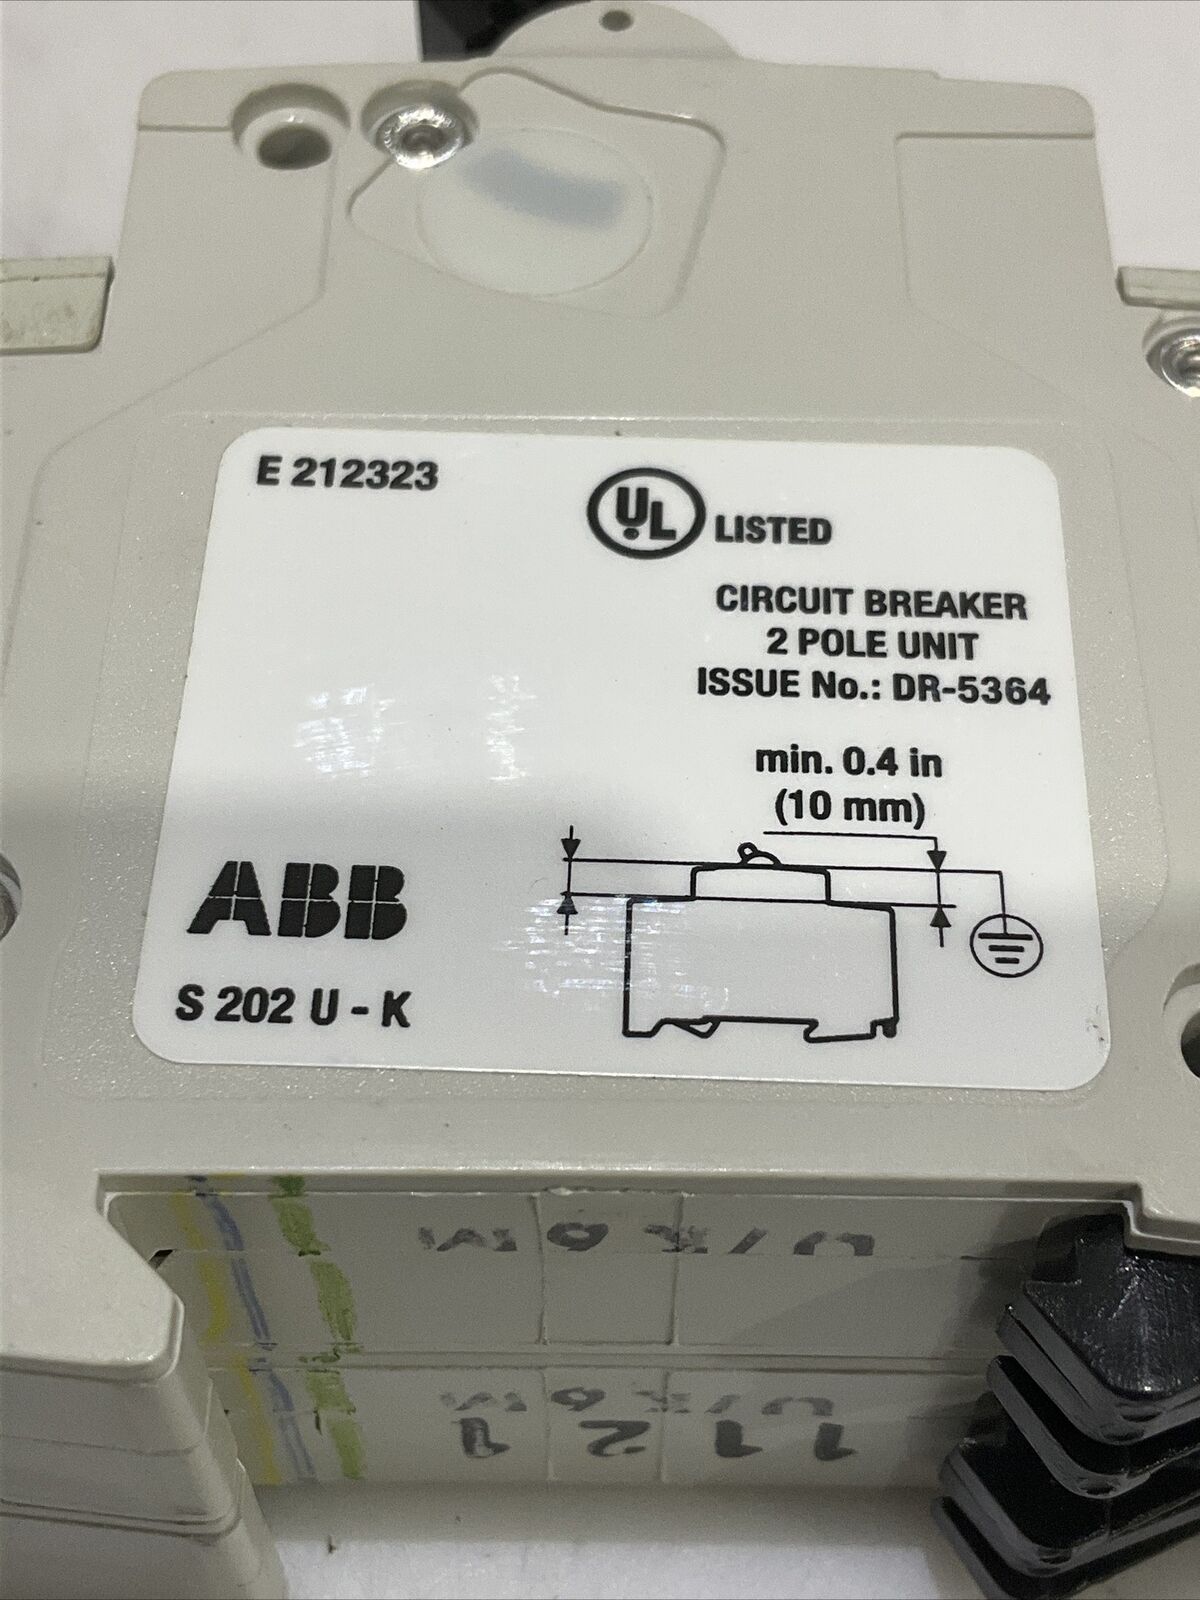 E 212323
UL LISTED
CIRCUIT BREAKER
2 POLE UNIT
ISSUE No.: DR-5364
min. 0.4 in
(10 mm)
ABB
S 202 U - K